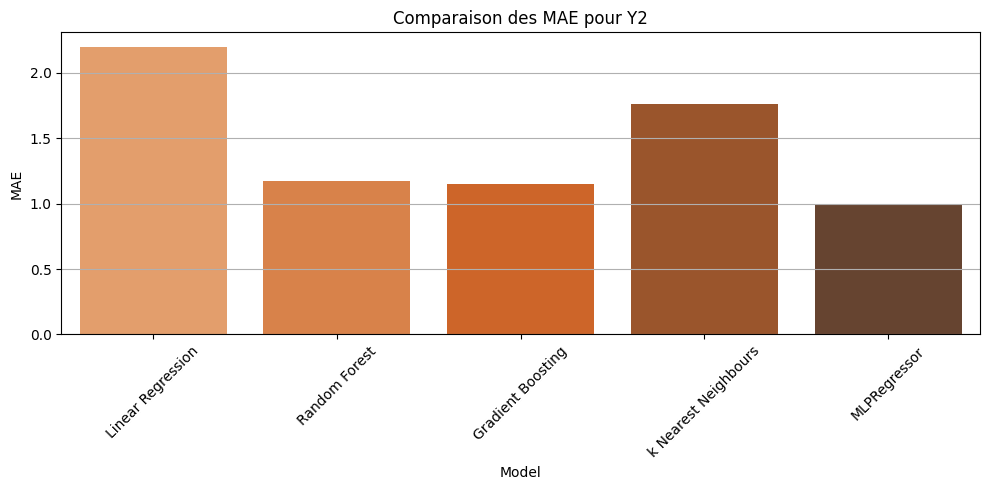 Comparaison des MAE pour Y2
MAE
2.0
1.5
1.0
0.5
0.0
Linear Regression
Random Forest
Gradient Boosting
k Nearest Neighbours
MLPRegressor
Model